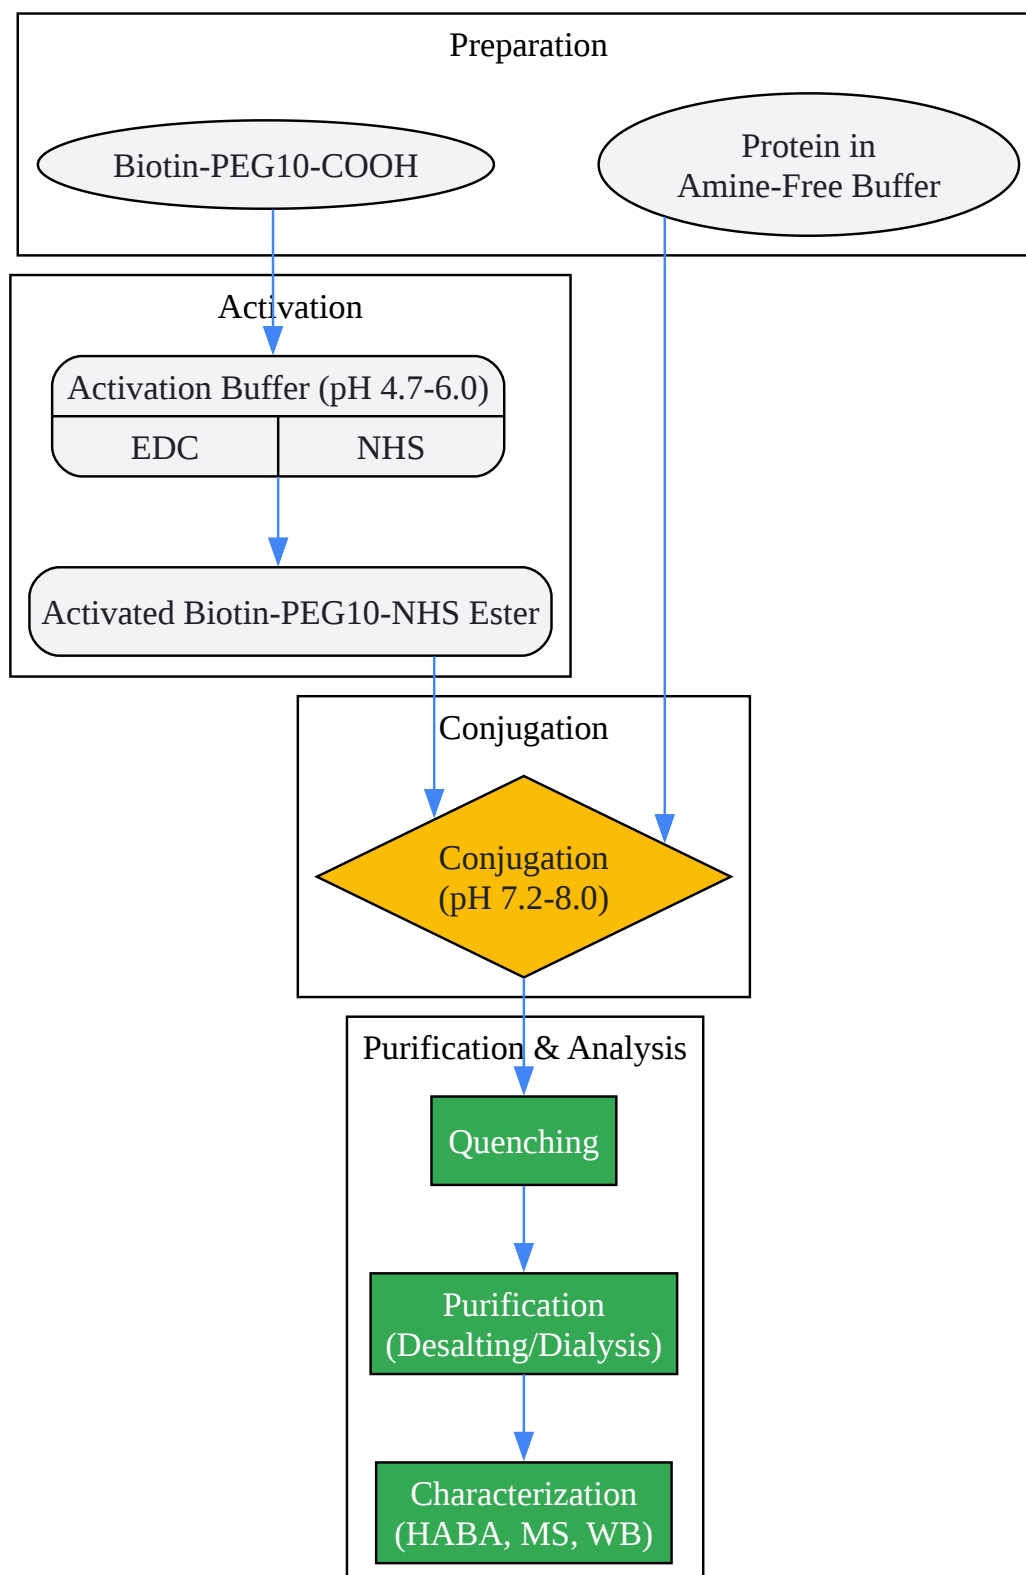 Preparation
Biotin-PEG10-COOH
Protein in
Amine-Free Buffer
Activation
Activation Buffer (pH 4.7-6.0)
EDC
NHS
Activated Biotin-PEG10-NHS Ester
Conjugation
Conjugation
(pH 7.2-8.0)
Purification & Analysis
Quenching
Purification
(Desalting/Dialysis)
Characterization
(HABA, MS, WB)